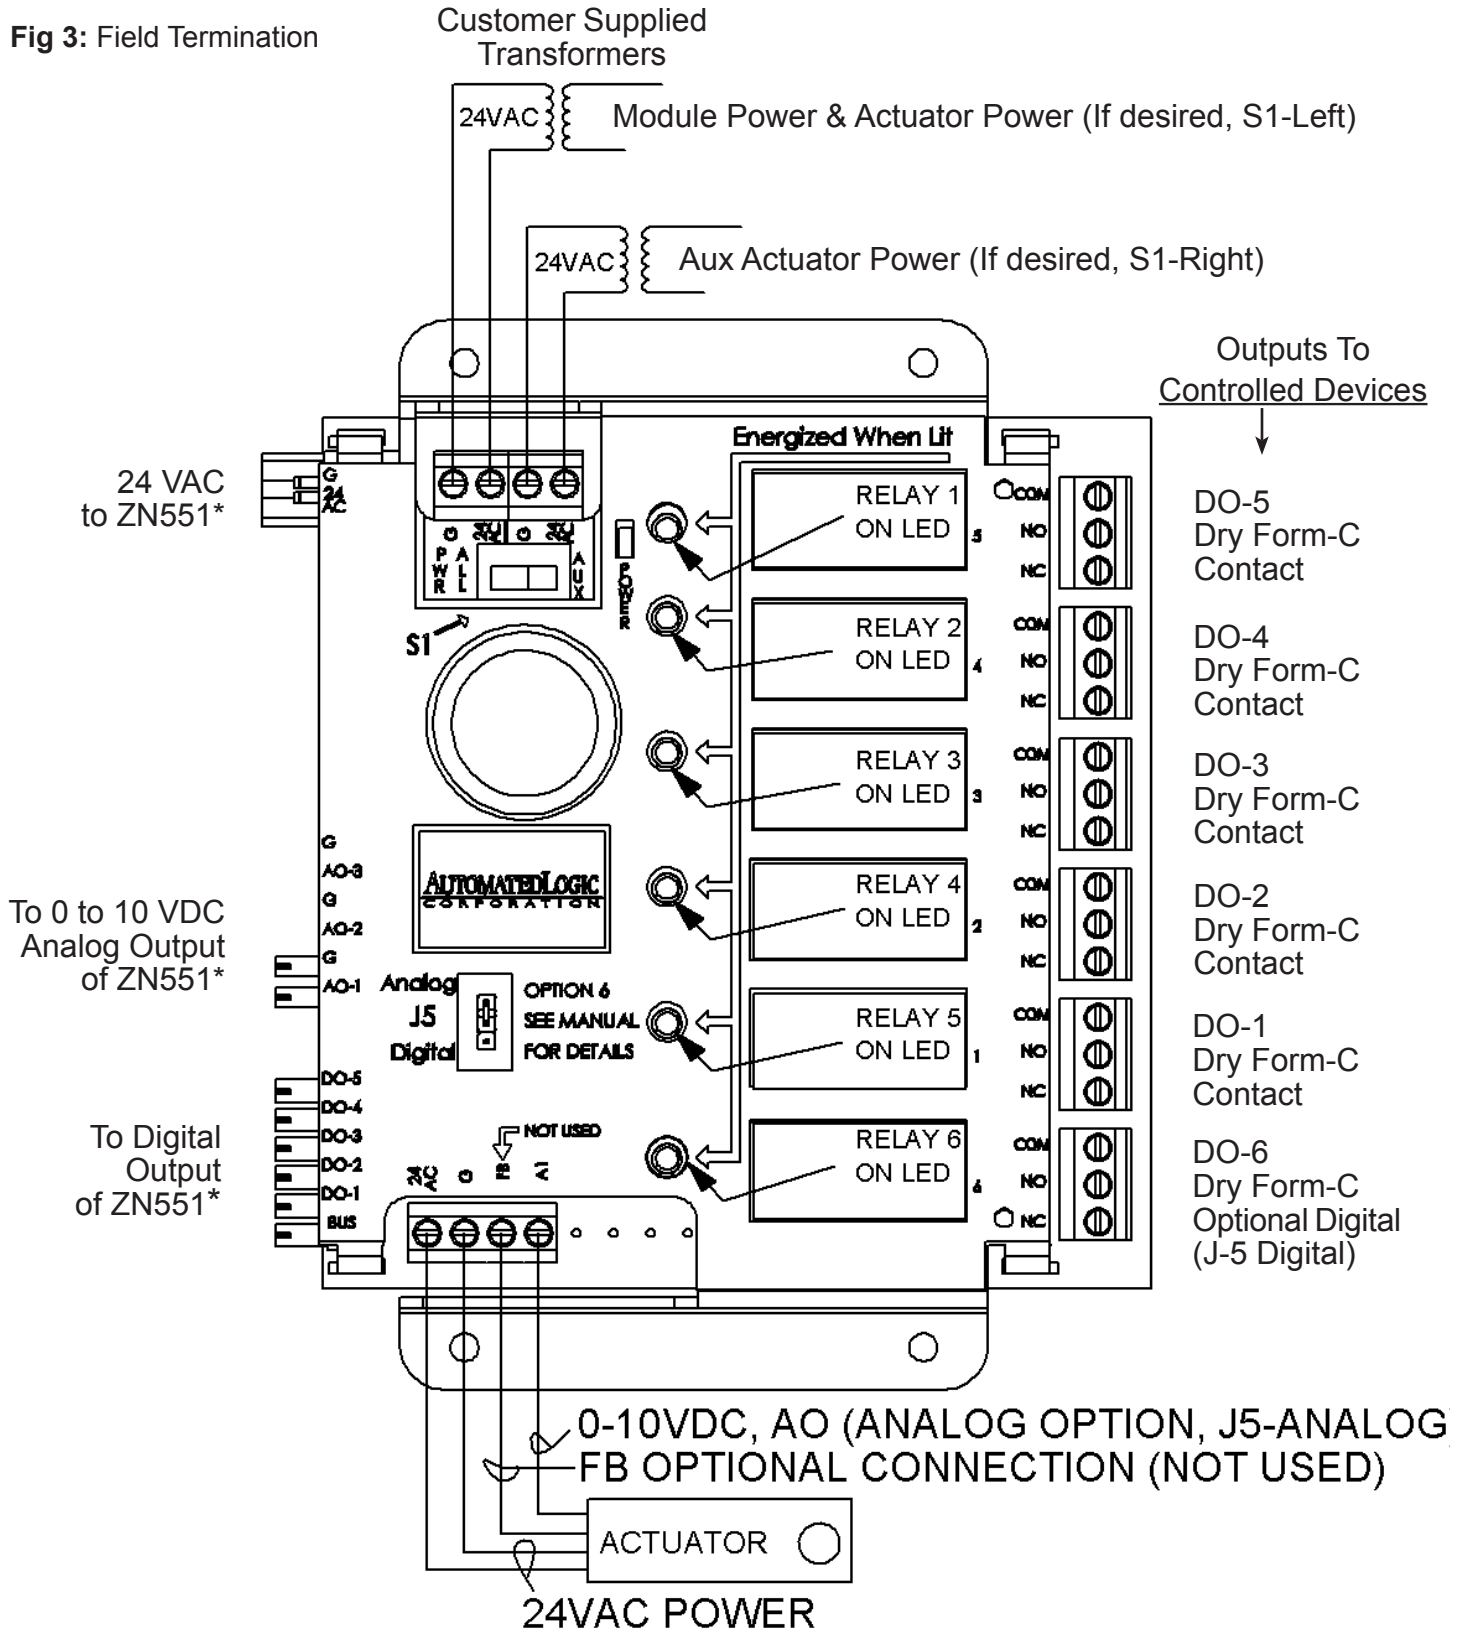 Fig 3: Field Termination
Customer Supplied
Transformers
24VAC
Module Power & Actuator Power (If desired, S1-Left)
24VAC
Aux Actuator Power (If desired, S1-Right)
Outputs To
Controlled Devices
24 VAC
to ZN551*
G
24
AC
G
24
AC
G
24
AC
PWR
ALL
AUX
POWER
S1
Energized When Lit
RELAY 1
ON LED
5
COM
NO
NC
DO-5
Dry Form-C
Contact
RELAY 2
ON LED
4
COM
NO
NC
DO-4
Dry Form-C
Contact
RELAY 3
ON LED
3
COM
NO
NC
DO-3
Dry Form-C
Contact
RELAY 4
ON LED
2
COM
NO
NC
DO-2
Dry Form-C
Contact
RELAY 5
ON LED
1
COM
NO
NC
DO-1
Dry Form-C
Contact
RELAY 6
ON LED
6
COM
NO
NC
DO-6
Dry Form-C
Optional Digital
(J-5 Digital)
AUTOMATEDLOGIC
CORPORATION
To 0 to 10 VDC
Analog Output
of ZN551*
G
AO-3
G
AO-2
G
AO-1
Analog
J5
Digital
OPTION 6
SEE MANUAL
FOR DETAILS
To Digital
Output
of ZN551*
DO-5
DO-4
DO-3
DO-2
DO-1
BUS
NOT USED
24
AC
G
FB
A1
0-10VDC, AO (ANALOG OPTION, J5-ANALOG)
FB OPTIONAL CONNECTION (NOT USED)
ACTUATOR
24VAC POWER